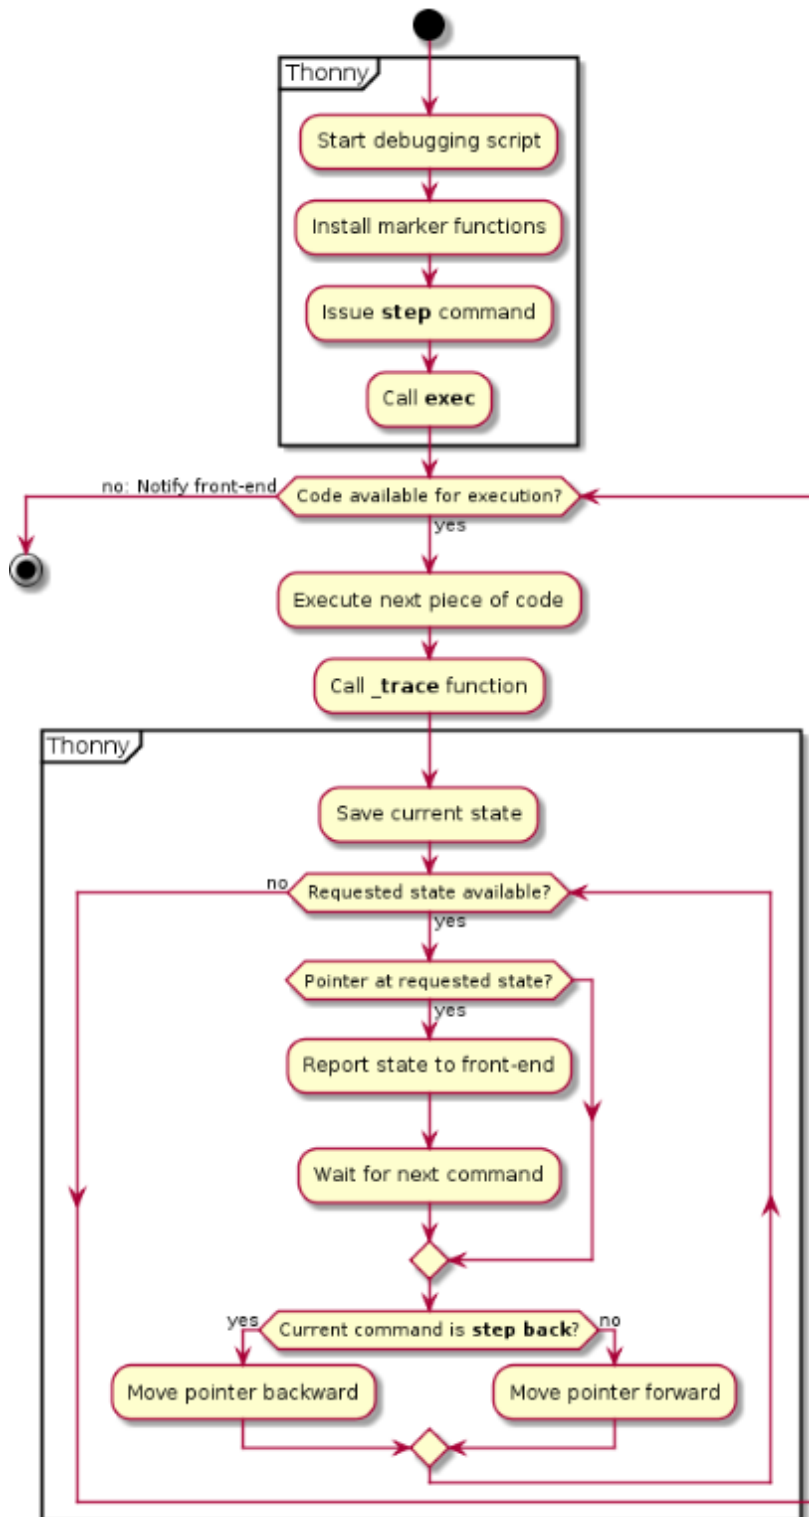 Thonny
Start debugging script
Install marker functions
Issue step command
Call exec
no: Notify front-end
Code available for execution?
yes
Execute next piece of code
Call _trace function
Thonny
Save current state
no
Requested state available?
yes
Pointer at requested state?
yes
Report state to front-end
Wait for next command
yes
Current command is step back?
no
Move pointer backward
Move pointer forward